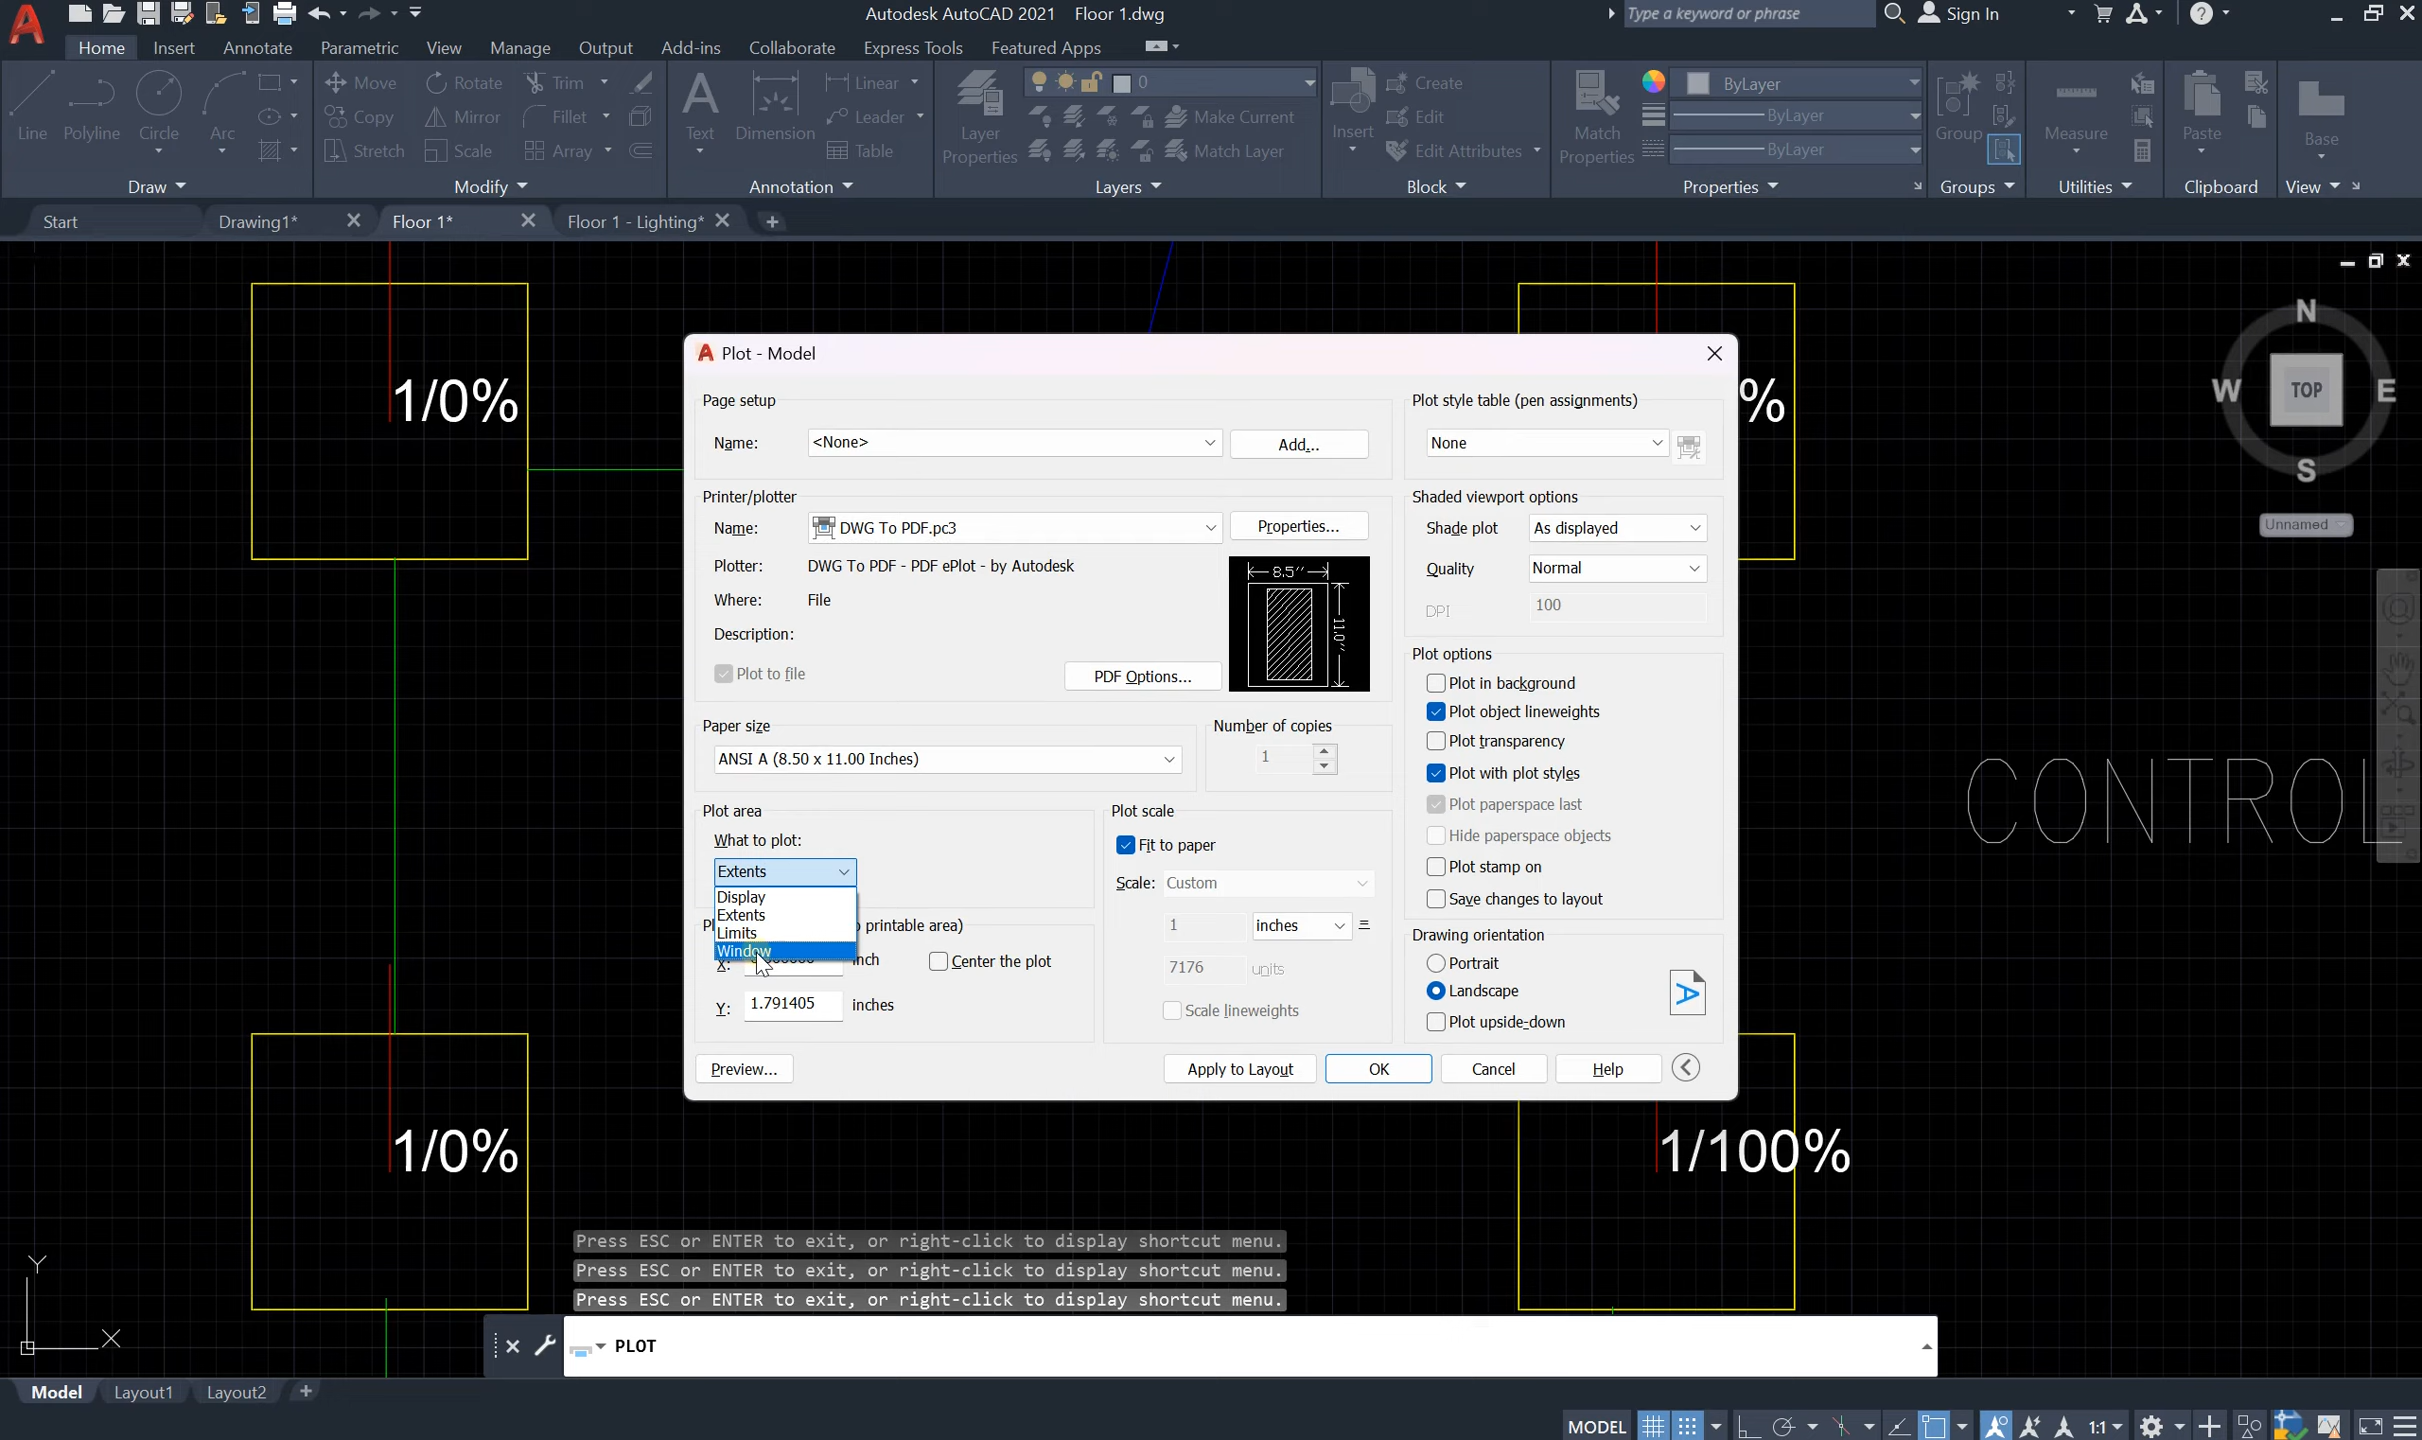 Autodesk AutoCAD 2021 Floor 1.dwg
Type a keyword or phrase
Sign In
Home Insert Annotate Parametric View Manage Output Add-ins Collaborate Express Tools Featured Apps
Line Polyline Circle Arc
Move Rotate Trim
Copy Mirror Fillet
Stretch Scale Array
Text Dimension
Linear
Leader
Table
Layer Properties
0
Make Current
Match Layer
Insert
Create
Edit
Edit Attributes
Match Properties
ByLayer
ByLayer
ByLayer
Group
Measure
Paste
Base
Draw Modify Annotation Layers Block Properties Groups Utilities Clipboard View
Start Drawing1* Floor 1* Floor 1 - Lighting*
N
W TOP E
S
Unnamed
1/0%
%
CONTROL
1/0%
1/100%
Plot - Model
Page setup
Name: <None> Add...
Printer/plotter
Name: DWG To PDF.pc3 Properties...
Plotter: DWG To PDF - PDF ePlot - by Autodesk
Where: File
Description:
Plot to file PDF Options...
8.5''
11.0''
Paper size
ANSI A (8.50 x 11.00 Inches)
Number of copies
1
Plot area
What to plot:
Extents
Display
Extents
Limits
Window
printable area)
X: inch
Center the plot
Y: 1.791405 inches
Plot scale
Fit to paper
Scale: Custom
1 inches =
7176 units
Scale lineweights
Plot style table (pen assignments)
None
Shaded viewport options
Shade plot As displayed
Quality Normal
DPI 100
Plot options
Plot in background
Plot object lineweights
Plot transparency
Plot with plot styles
Plot paperspace last
Hide paperspace objects
Plot stamp on
Save changes to layout
Drawing orientation
Portrait
Landscape
Plot upside-down
A
Preview... Apply to Layout OK Cancel Help
Press ESC or ENTER to exit, or right-click to display shortcut menu.
Press ESC or ENTER to exit, or right-click to display shortcut menu.
Press ESC or ENTER to exit, or right-click to display shortcut menu.
PLOT
Y
X
Model Layout1 Layout2
MODEL 1:1